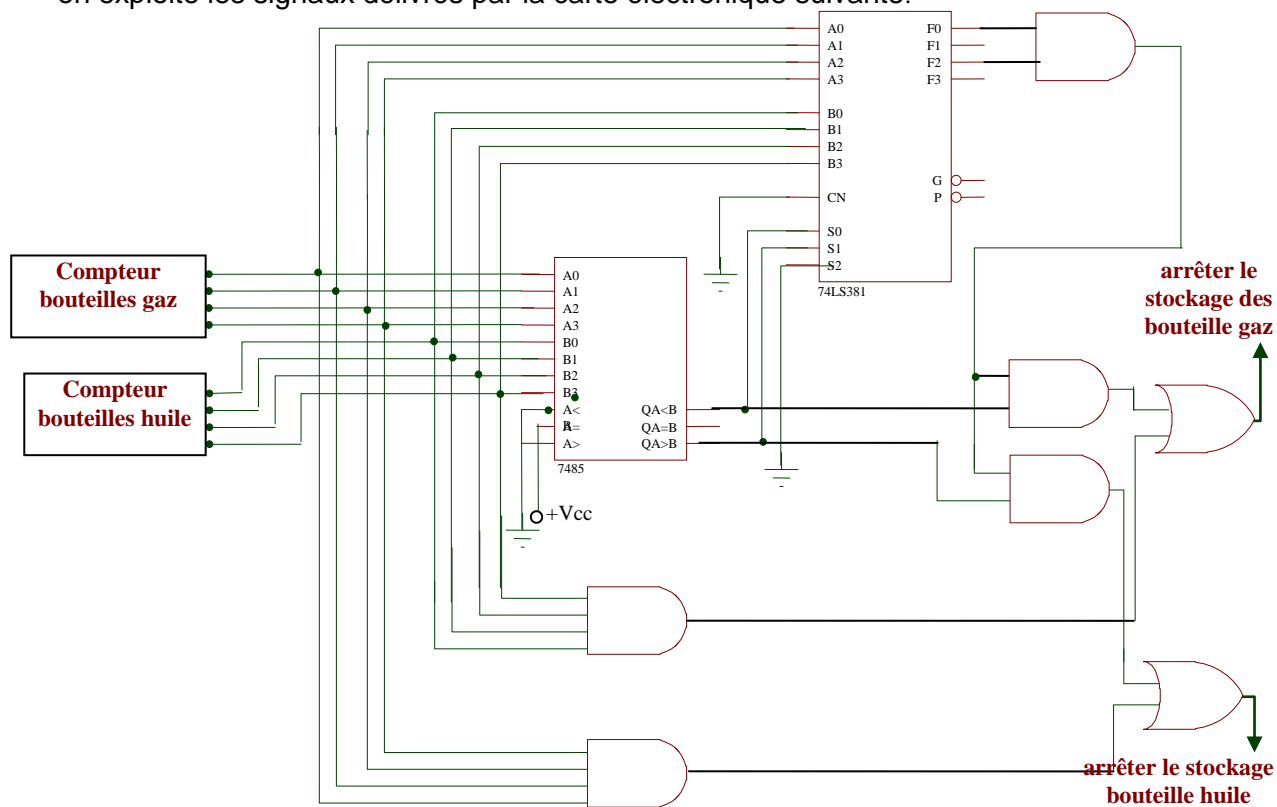 on exploite les signaux délivrés par la carte électronique suivante.
A0
A1
A2
A3
B0
B1
B2
B3
CN
S0
S1
S2
F0
F1
F2
F3
G
P
74LS381
Compteur
bouteilles gaz
Compteur
bouteilles huile
A0
A1
A2
A3
B0
B1
B2
B3
A<
A=
A>
QA<B
QA=B
QA>B
7485
+Vcc
arrêter le
stockage des
bouteille gaz
arrêter le stockage
bouteille huile